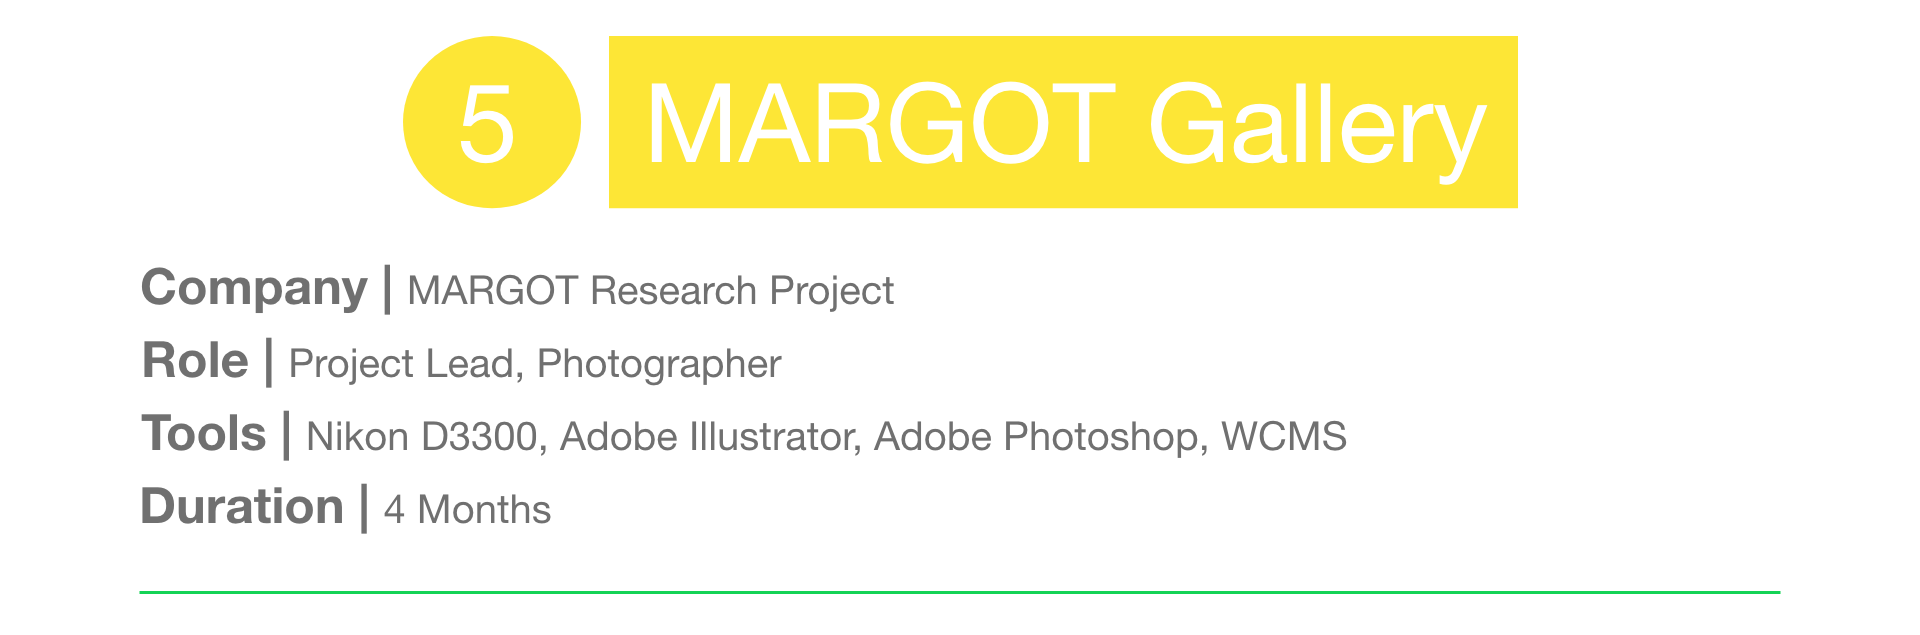 5 MARGOT Gallery
Company | MARGOT Research Project
Role | Project Lead, Photographer
Tools | Nikon D3300, Adobe Illustrator, Adobe Photoshop, WCMS
Duration | 4 Months